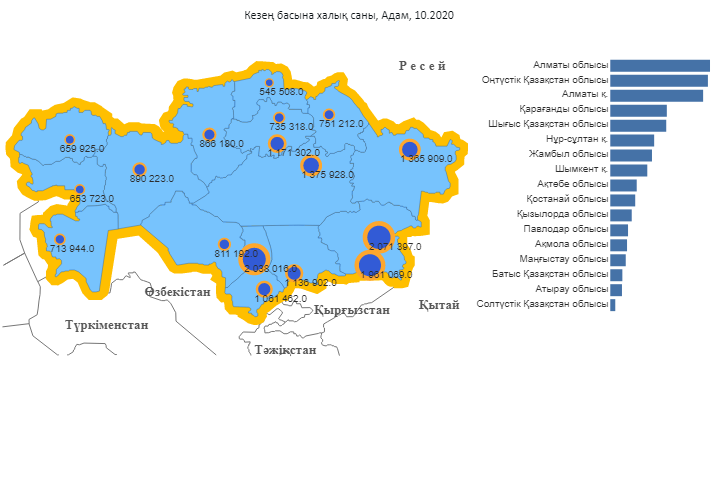 Кезең басына халық саны, Адам, 10.2020
Ресей
545 508.0
735 318.0
751 212.0
866 180.0
659 925.0
1 171 302.0
1 365 909.0
890 223.0
1 375 928.0
653 723.0
713 944.0
811 192.0
2 071 397.0
2 038 016.0
1 961 069.0
1 136 902.0
1 061 462.0
Өзбекістан
Қытай
Қырғызстан
Түркіменстан
Тәжікстан
Алматы облысы
Оңтүстік Қазақстан облысы
Алматы қ.
Қарағанды облысы
Шығыс Қазақстан облысы
Нұр-сұлтан қ.
Жамбыл облысы
Шымкент қ.
Ақтөбе облысы
Қостанай облысы
Қызылорда облысы
Павлодар облысы
Ақмола облысы
Маңғыстау облысы
Батыс Қазақстан облысы
Атырау облысы
Солтүстік Қазақстан облысы